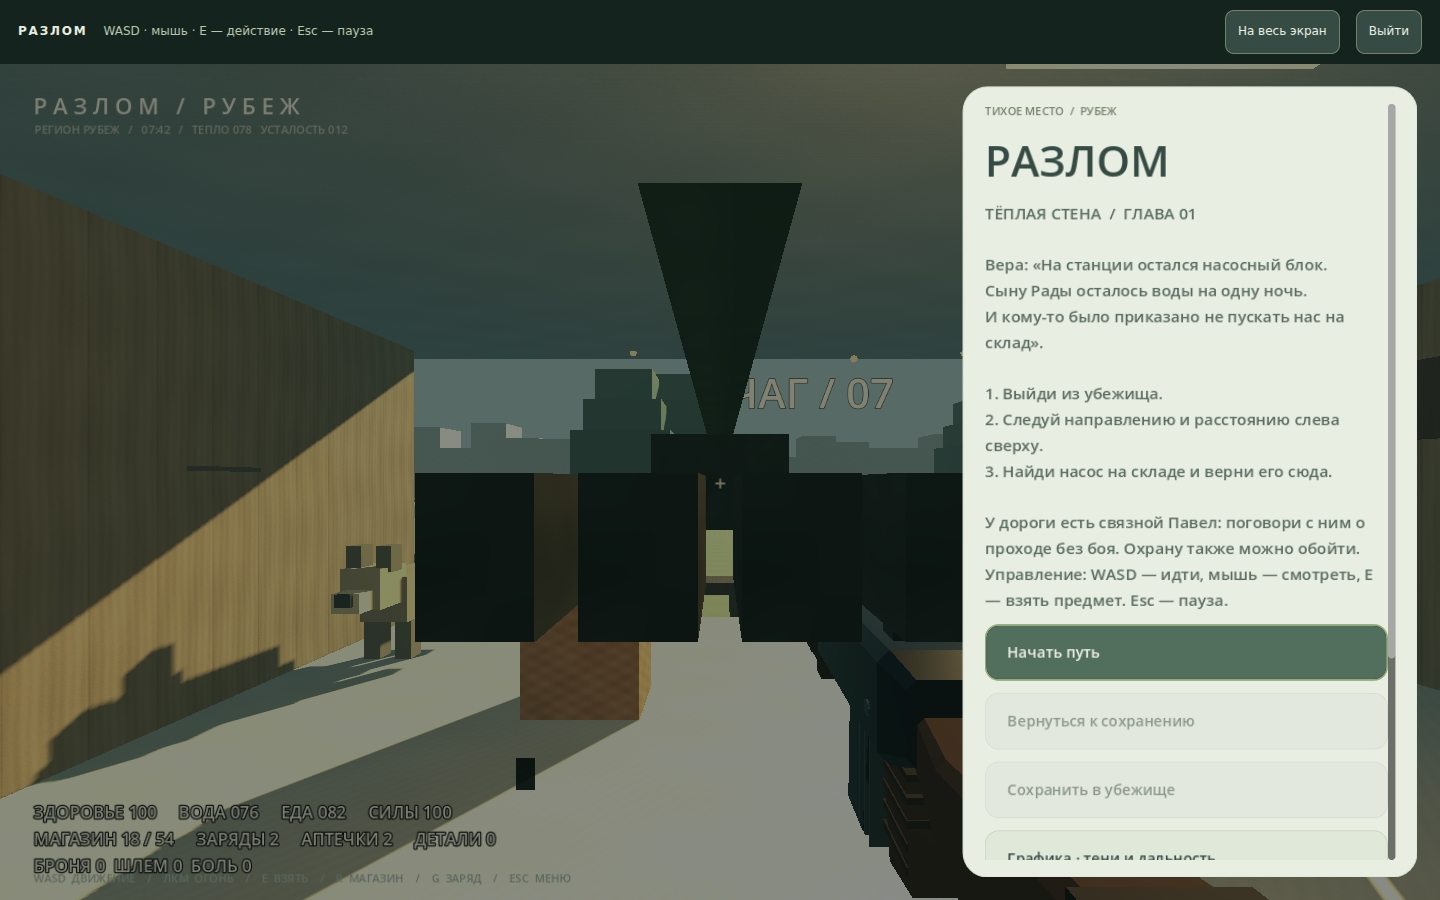 РАЗЛОМ WASD · мышь · E — действие · Esc — пауза На весь экран Выйти
РАЗЛОМ / РУБЕЖ
РЕГИОН РУБЕЖ / 07:42 / ТЕПЛО 078 УСТАЛОСТЬ 012
ЧАГ / 07
ТИХОЕ МЕСТО / РУБЕЖ
РАЗЛОМ
ТЁПЛАЯ СТЕНА / ГЛАВА 01
Вера: «На станции остался насосный блок.
Сыну Рады осталось воды на одну ночь.
И кому-то было приказано не пускать нас на
склад».
1. Выйди из убежища.
2. Следуй направлению и расстоянию слева
сверху.
3. Найди насос на складе и верни его сюда.
У дороги есть связной Павел: поговори с ним о
проходе без боя. Охрану также можно обойти.
Управление: WASD — идти, мышь — смотреть, E
— взять предмет. Esc — пауза.
Начать путь
Вернуться к сохранению
Сохранить в убежище
Графика · тени и дальность
ЗДОРОВЬЕ 100 ВОДА 076 ЕДА 082 СИЛЫ 100
МАГАЗИН 18 / 54 ЗАРЯДЫ 2 АПТЕЧКИ 2 ДЕТАЛИ 0
БРОНЯ 0 ШЛЕМ 0 БОЛЬ 0
WASD ДВИЖЕНИЕ / ЛКМ ОГОНЬ / E ВЗЯТЬ / МАГАЗИН / G ЗАРЯД / ESC МЕНЮ